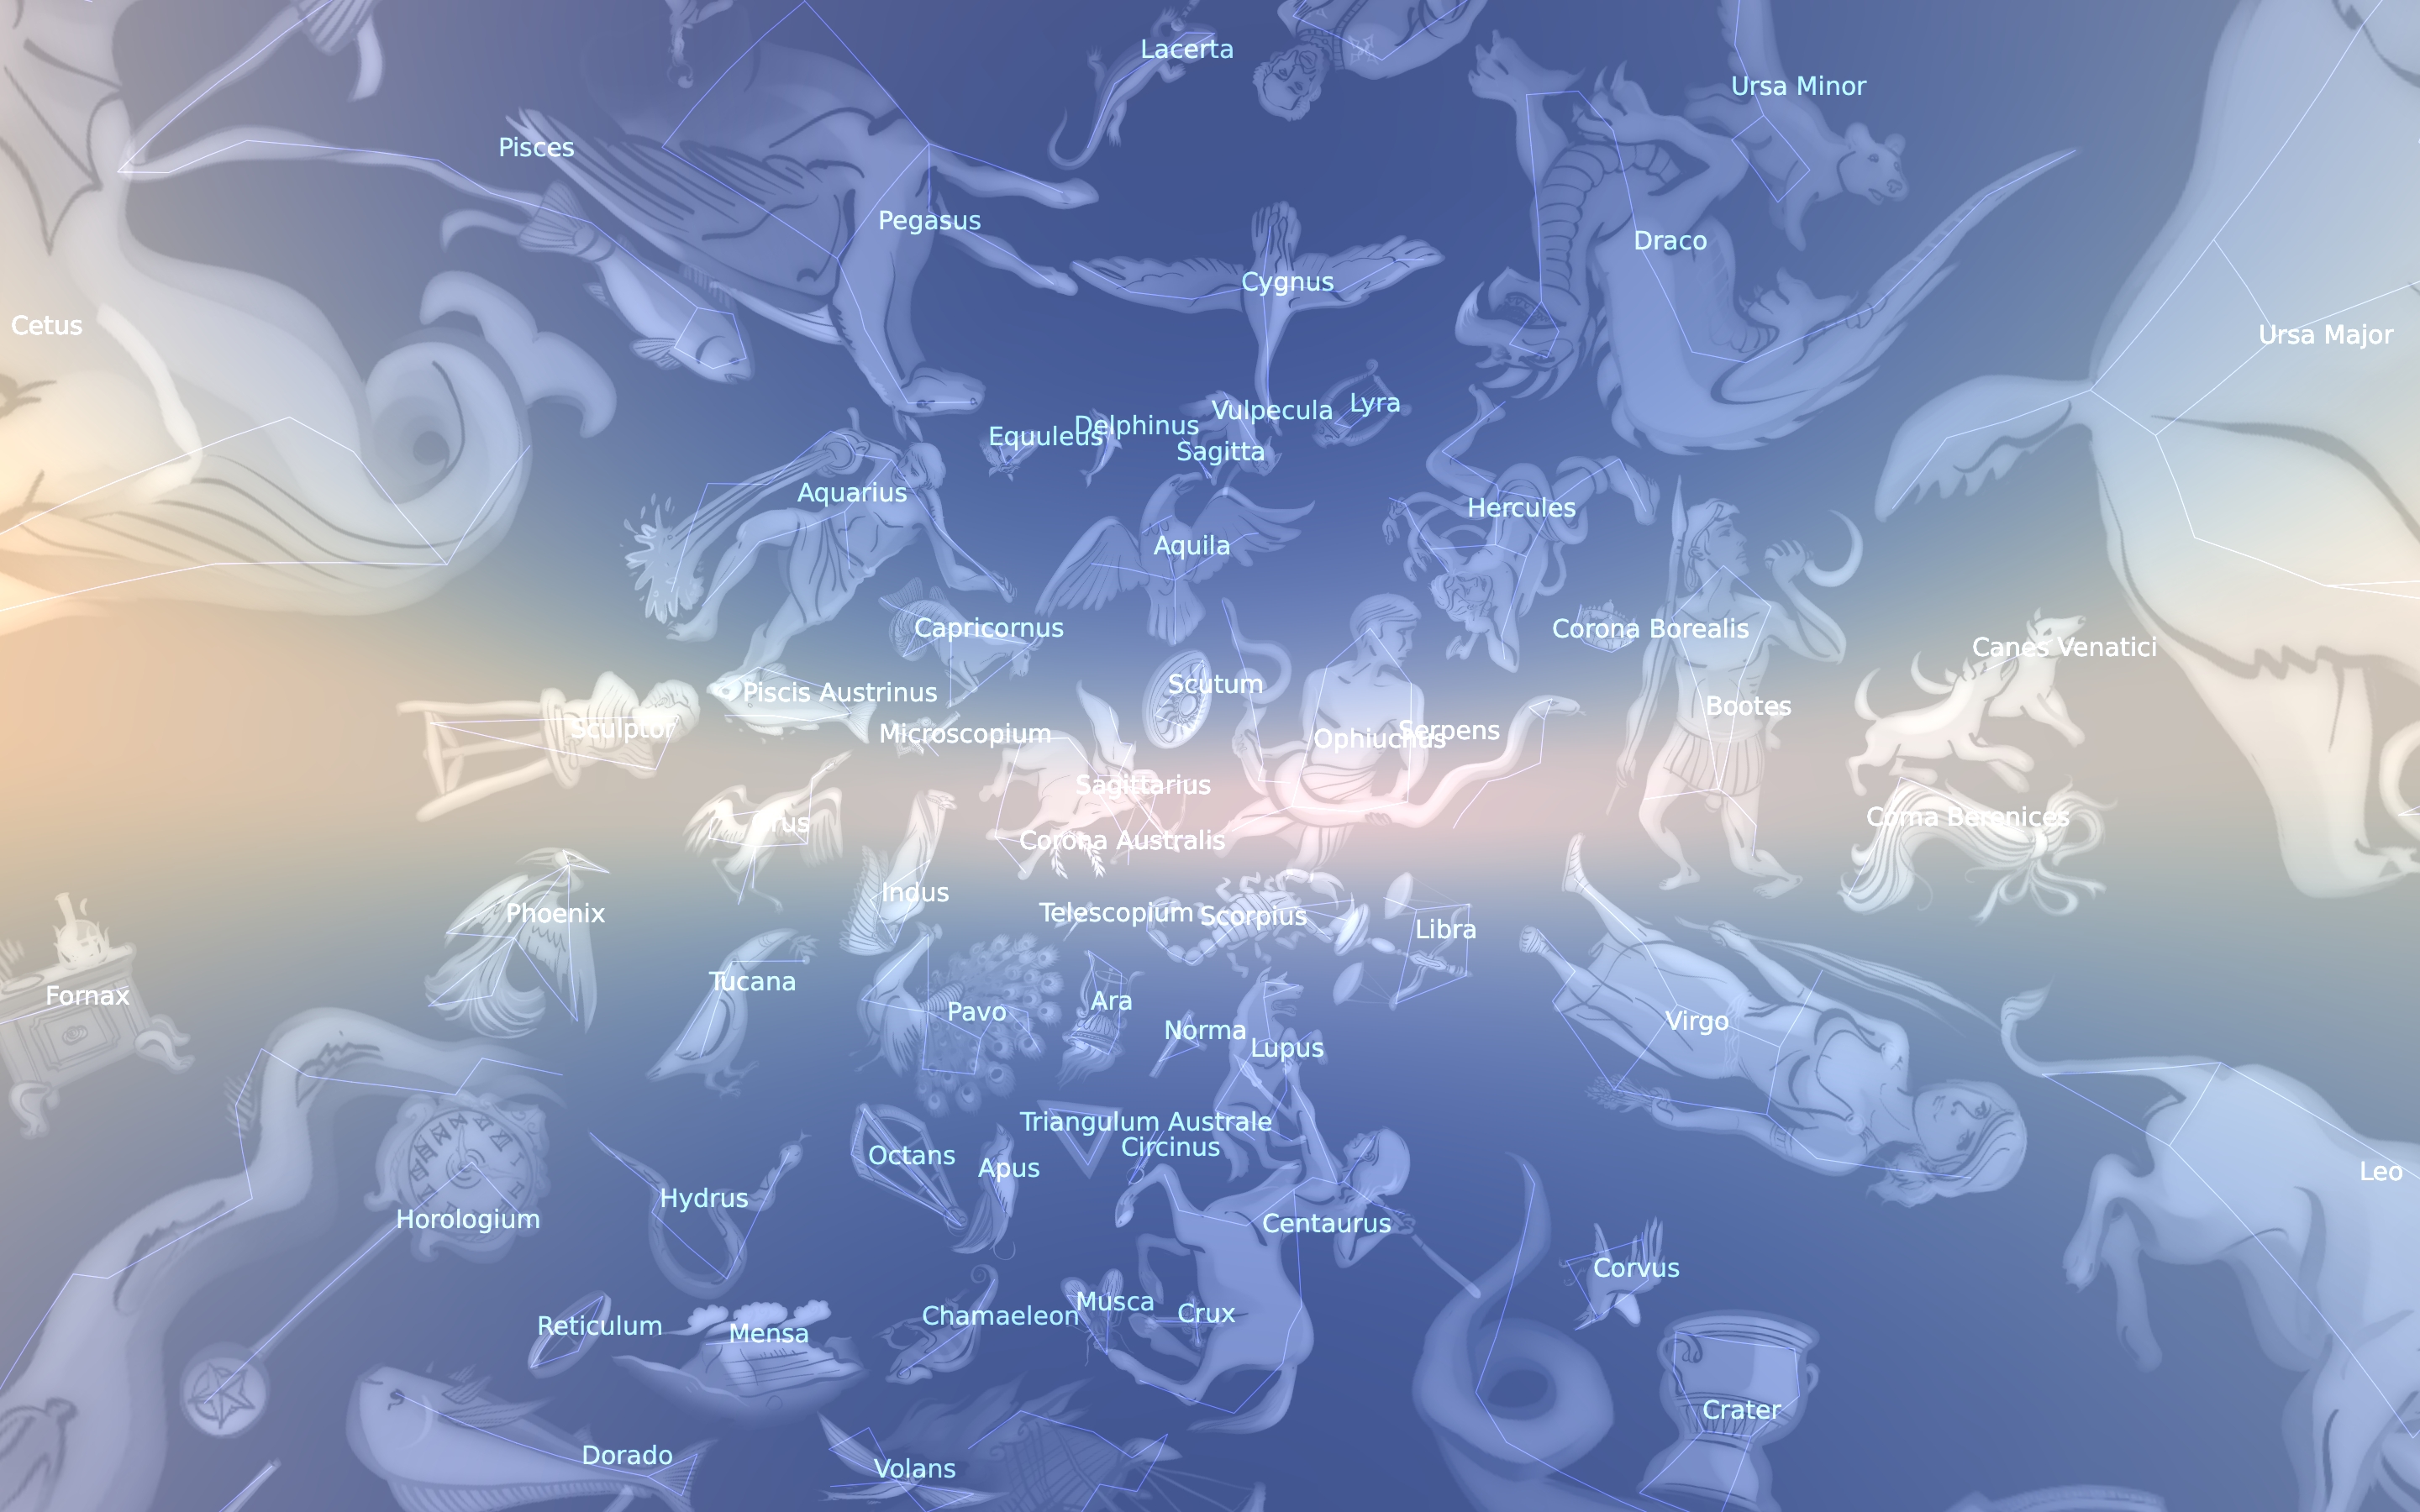 Lacerta
Ursa Minor
Pisces
Pegasus
Draco
Cygnus
Cetus
Ursa Major
Vulpecula
Lyra
Delphinus
Equuleus
Sagitta
Aquarius
Hercules
Aquila
Capricornus
Corona Borealis
Canes Venatici
Scutum
Piscis Austrinus
Bootes
Sculptor
Microscopium
Ophiuchus
Serpens
Sagittarius
Coma Berenices
Corona Australis
Indus
Phoenix
Telescopium
Scorpius
Libra
Tucana
Fornax
Ara
Pavo
Virgo
Norma
Lupus
Triangulum Australe
Circinus
Octans
Apus
Leo
Hydrus
Horologium
Centaurus
Corvus
Musca
Chamaeleon
Crux
Reticulum
Mensa
Crater
Dorado
Volans